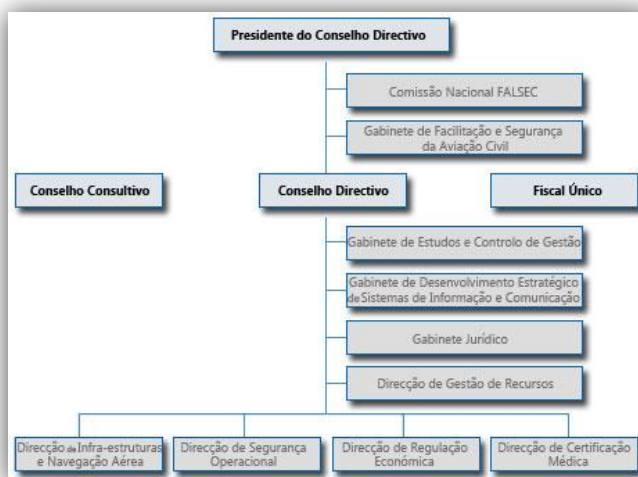 Presidente do Conselho Directivo
Comissão Nacional FALSEC
Gabinete de Facilitação e Segurança
da Aviação Civil
Conselho Consultivo
Conselho Directivo
Fiscal Único
Gabinete de Estudos e Controlo de Gestão
Gabinete de Desenvolvimento Estratégico
de Sistemas de Informação e Comunicação
Gabinete Jurídico
Direcção de Gestão de Recursos
Direcção de Infra-estruturas
e Navegação Aérea
Direcção de Segurança
Operacional
Direcção de Regulação
Económica
Direcção de Certificação
Médica